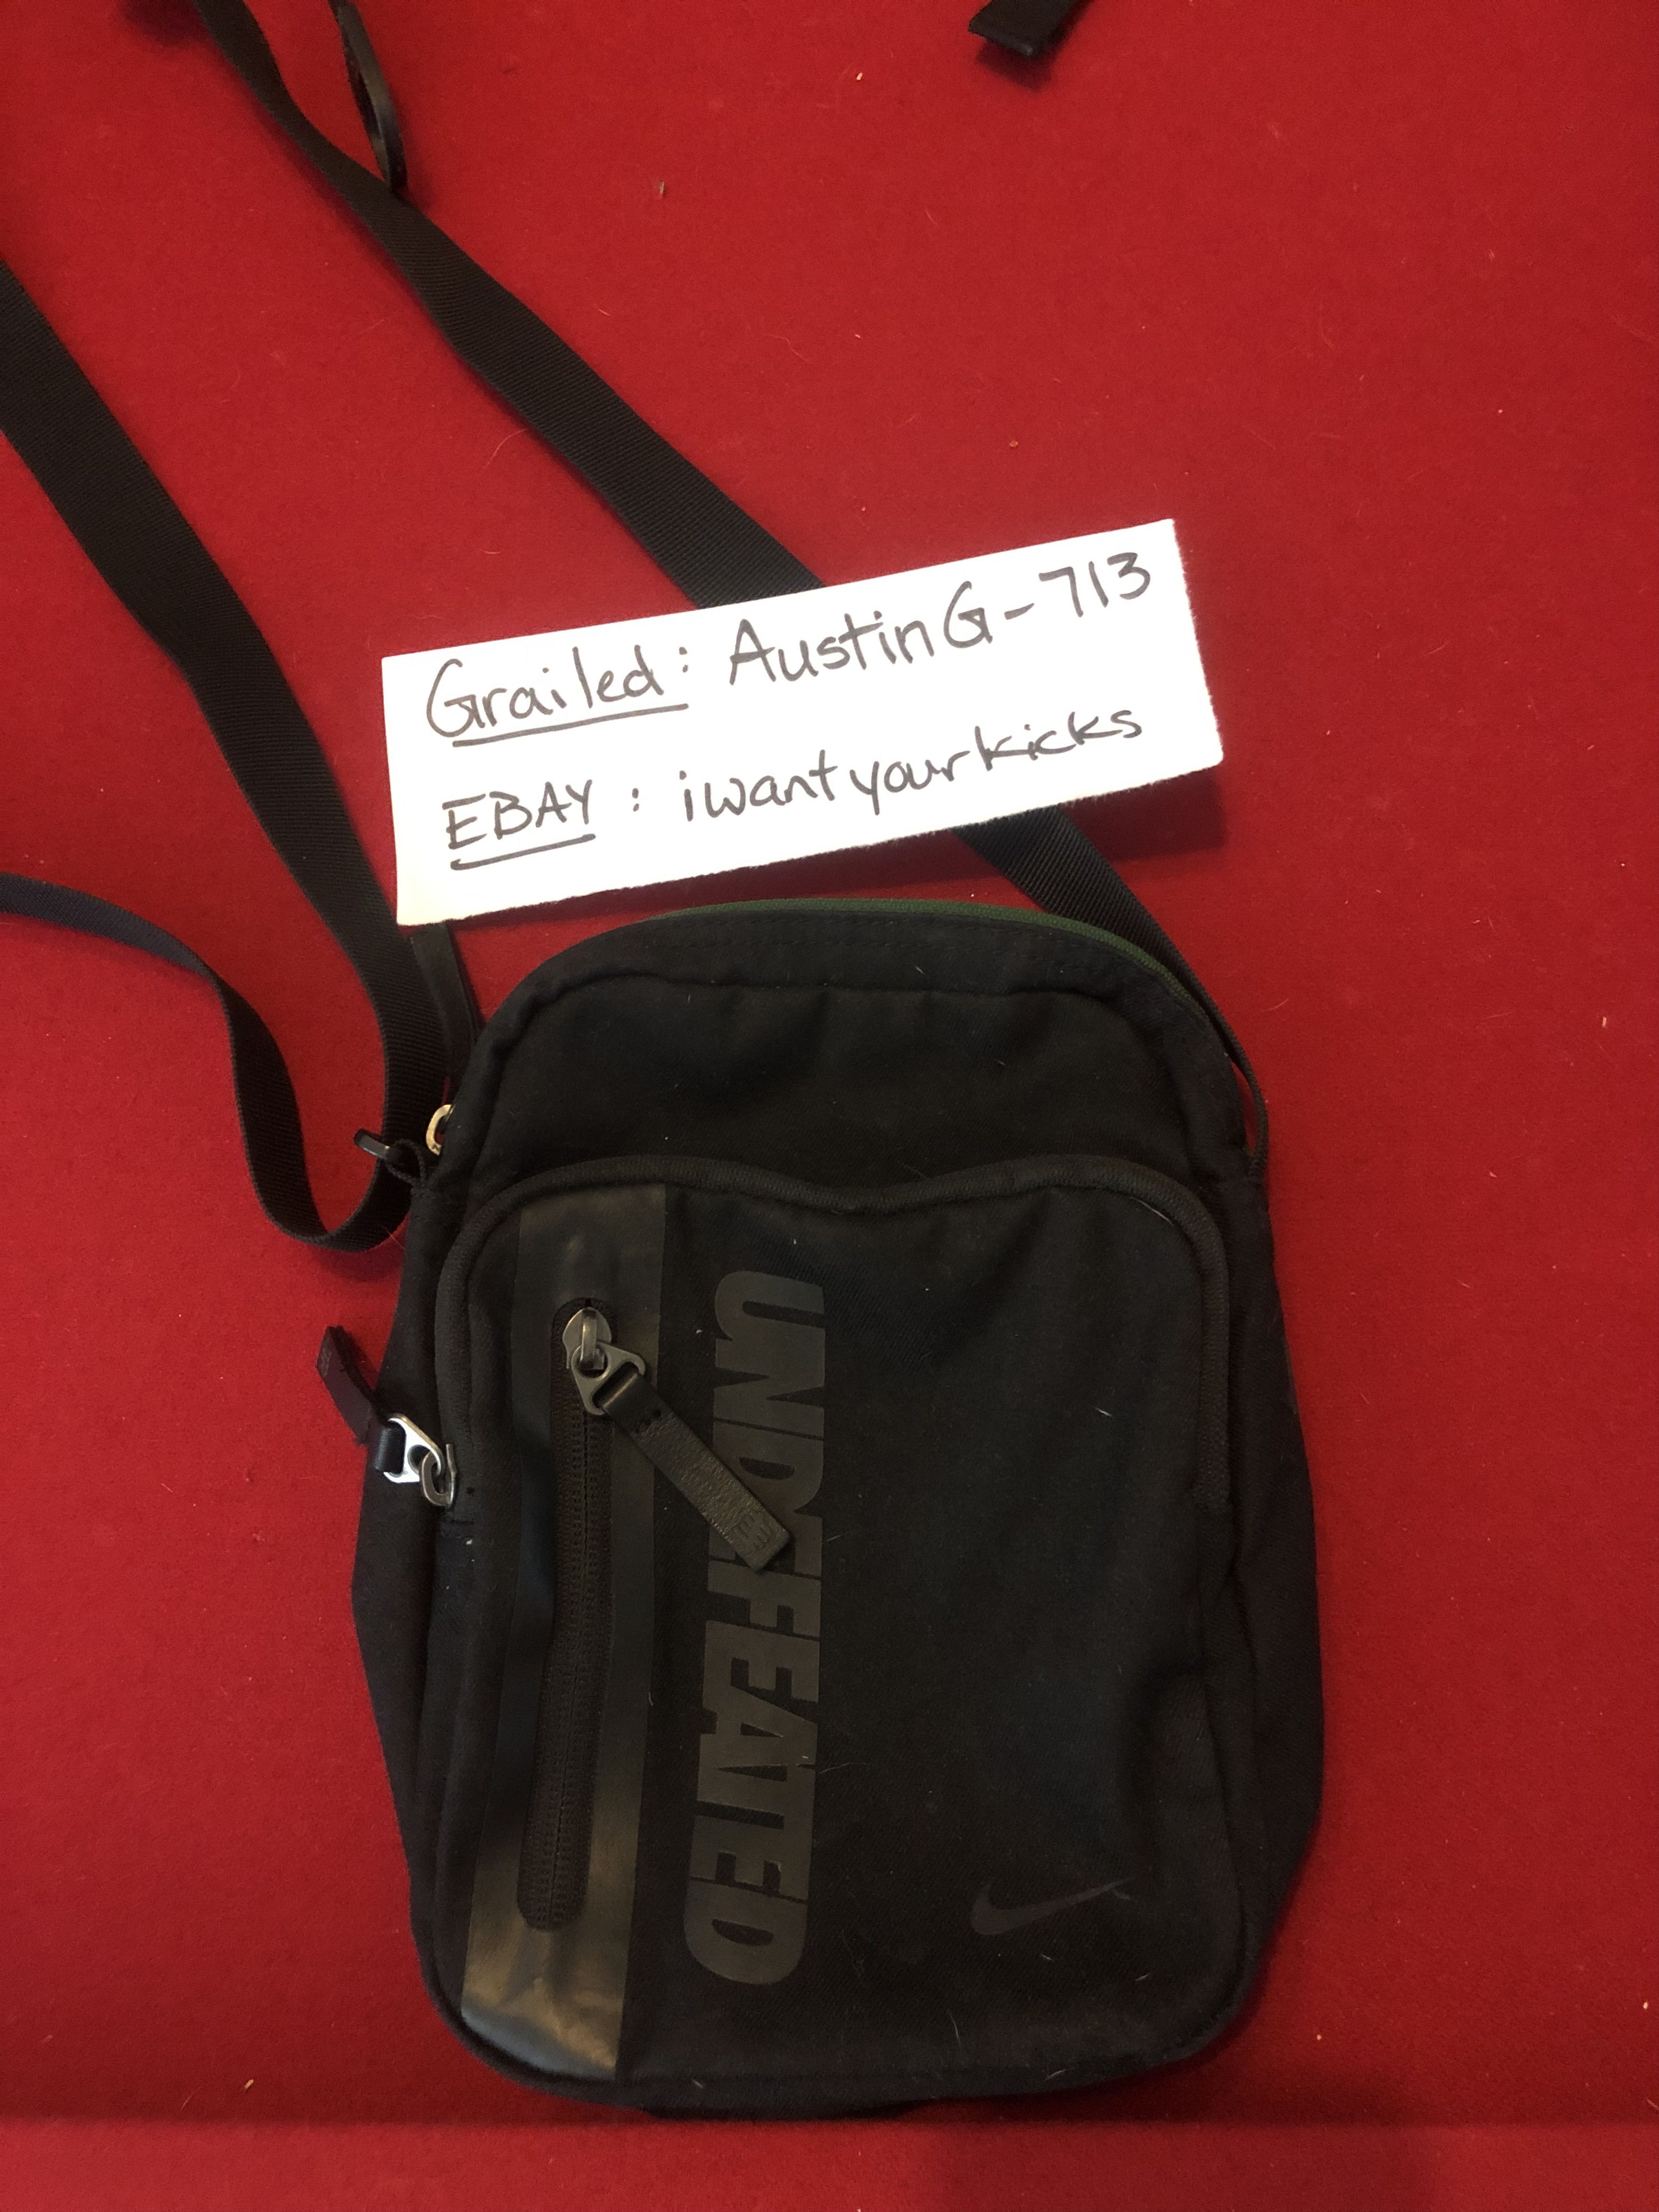 Grailed: AustinG-713
EBAY: iwantyourkicks
UNDEFEATED